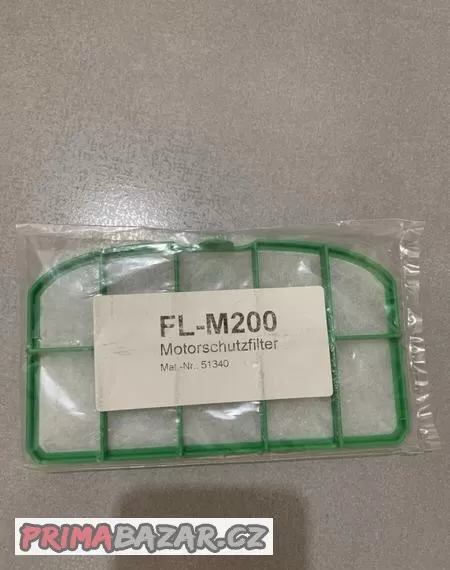 FL-M200
Motorschutzfilter
Mat.-Nr.: 51340
PRIMABAZAR.CZ